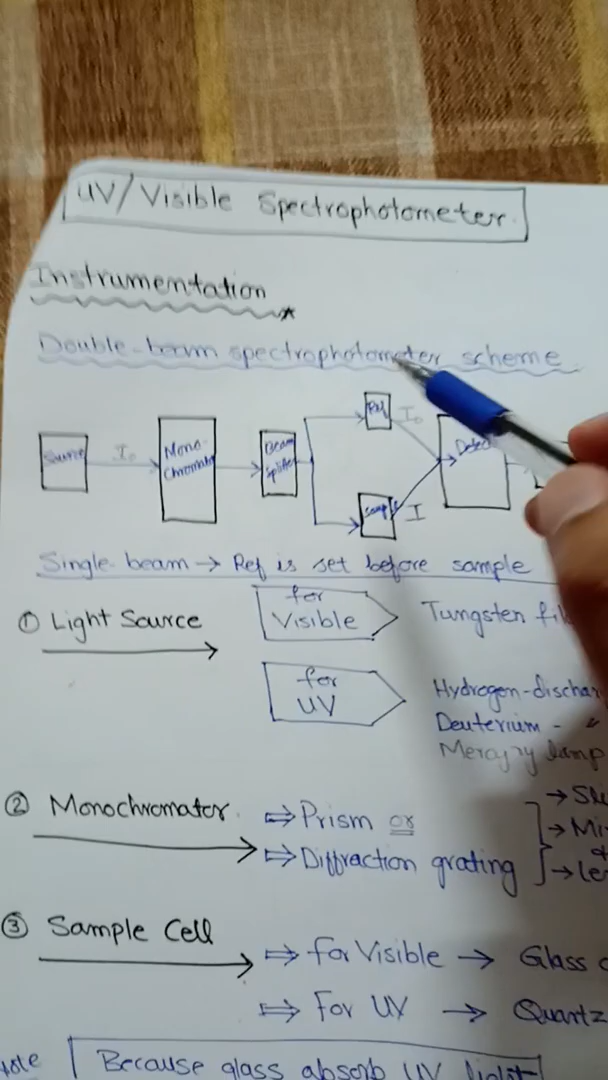 UV/Visible Spectrophotometer.
Instrumentation
Double-beam spectrophotometer scheme
Source
I₀
Mono-
Chromator
Beam
Splitter
Ref
I₀
Sample
I
Single-beam → Ref is set before sample
① Light Source
for
Visible
Tungsten
for
UV
Hydrogen-
Deuterium - "
Mercury lamp
② Monochromator.
⇒ Prism or
⇒ Diffraction grating
③ Sample Cell
⇒ for Visible → Glass
⇒ For UV → Quartz
Because glass absorb UV light